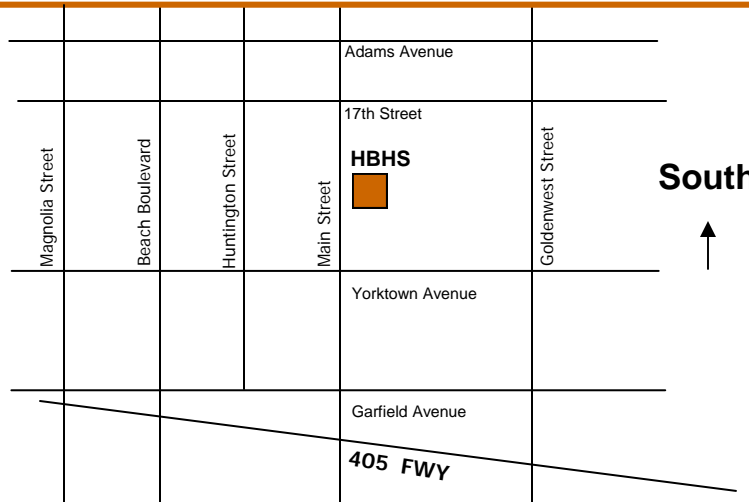 Adams Avenue
17th Street
HBHS
Magnolia Street
Beach Boulevard
Huntington Street
Main Street
Goldenwest Street
South
Yorktown Avenue
Garfield Avenue
405 FWY